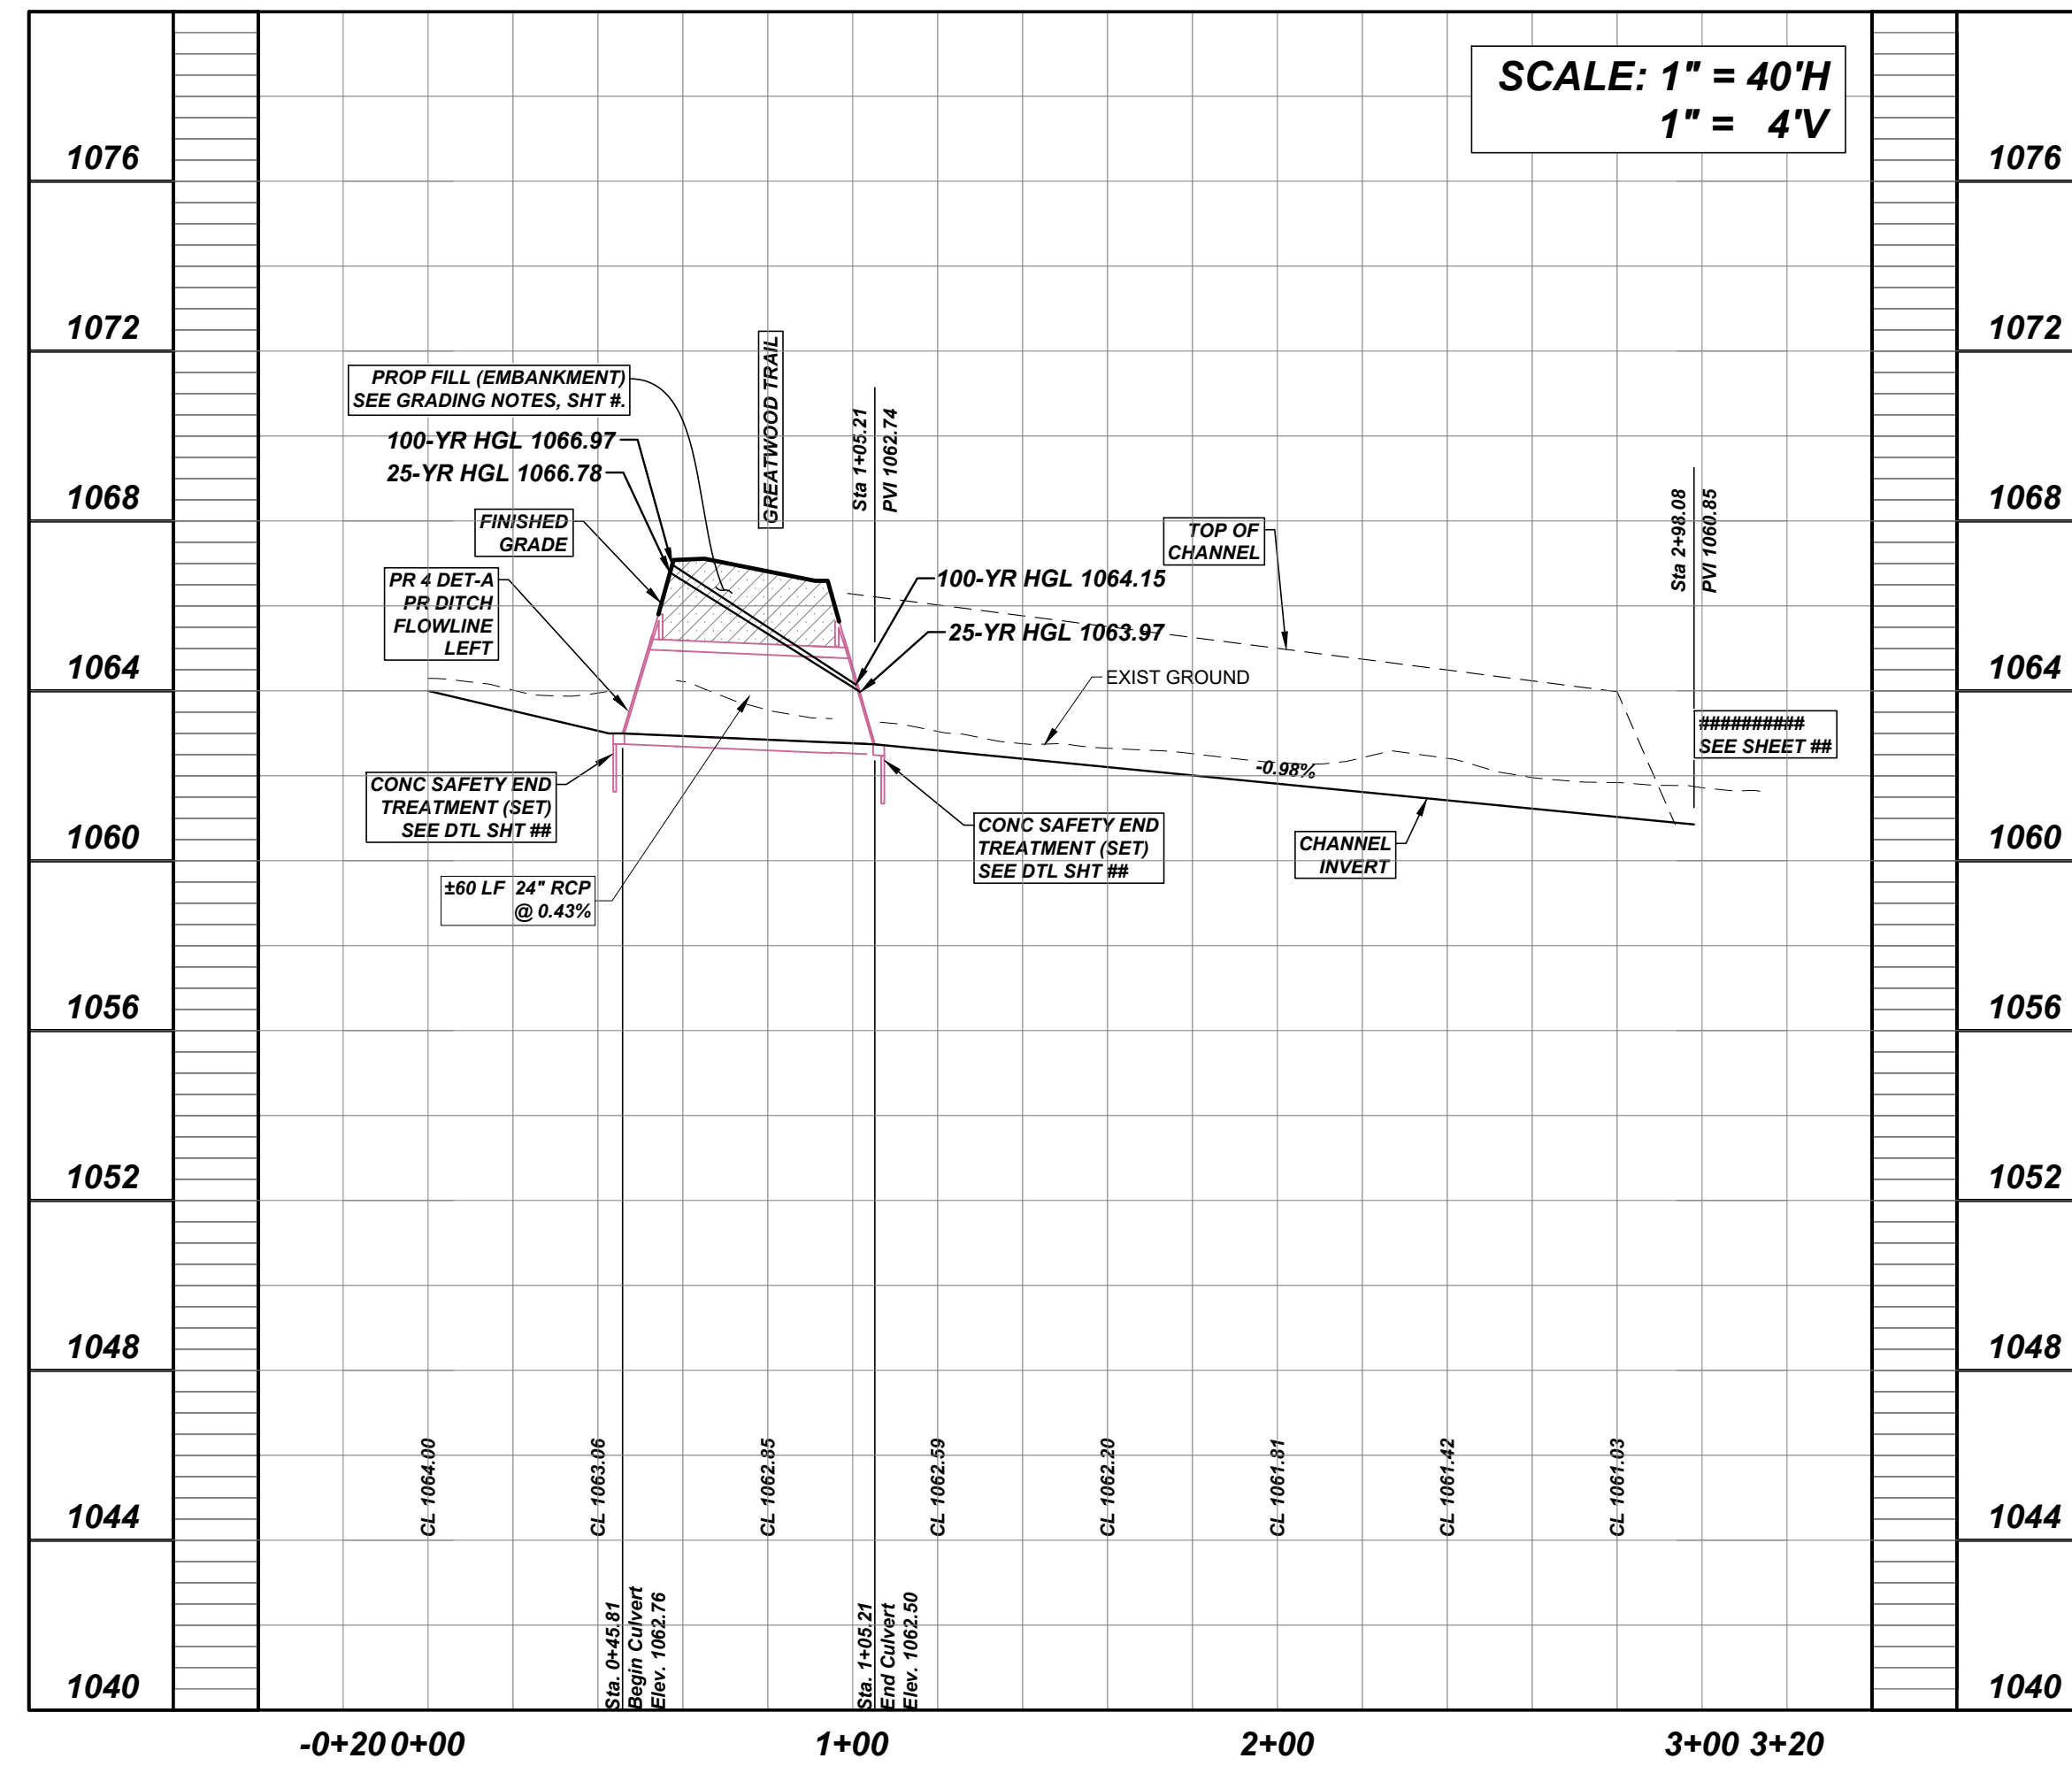 SCALE: 1" = 40'H
1" = 4'V
1076
1076
1072
1072
1068
1068
1064
1064
1060
1060
1056
1056
1052
1052
1048
1048
1044
1044
1040
1040
PROP FILL (EMBANKMENT)
SEE GRADING NOTES, SHT #.
100-YR HGL 1066.97
25-YR HGL 1066.78
FINISHED
GRADE
PR 4 DET-A
PR DITCH
FLOWLINE
LEFT
GREATWOOD TRAIL
Sta 1+05.21
PVI 1062.74
100-YR HGL 1064.15
25-YR HGL 1063.97
TOP OF
CHANNEL
EXIST GROUND
Sta 2+98.08
PVI 1060.85
##########
SEE SHEET ##
-0.98%
CONC SAFETY END
TREATMENT (SET)
SEE DTL SHT ##
±60 LF 24" RCP
@ 0.43%
CONC SAFETY END
TREATMENT (SET)
SEE DTL SHT ##
CHANNEL
INVERT
CL 1064.00
CL 1063.06
CL 1062.85
CL 1062.59
CL 1062.20
CL 1061.81
CL 1061.42
CL 1061.03
Sta. 0+45.81
Begin Culvert
Elev. 1062.76
Sta. 1+05.21
End Culvert
Elev. 1062.50
-0+20 0+00 1+00 2+00 3+00 3+20